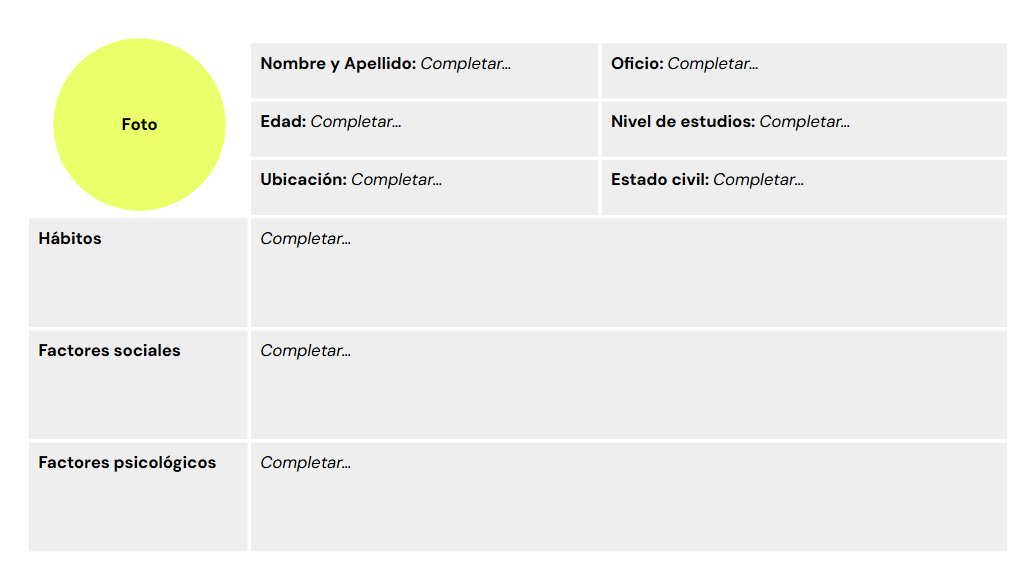 Foto
Nombre y Apellido: Completar...
Oficio: Completar...
Edad: Completar...
Nivel de estudios: Completar...
Ubicación: Completar...
Estado civil: Completar...
Hábitos
Completar...
Factores sociales
Completar...
Factores psicológicos
Completar...